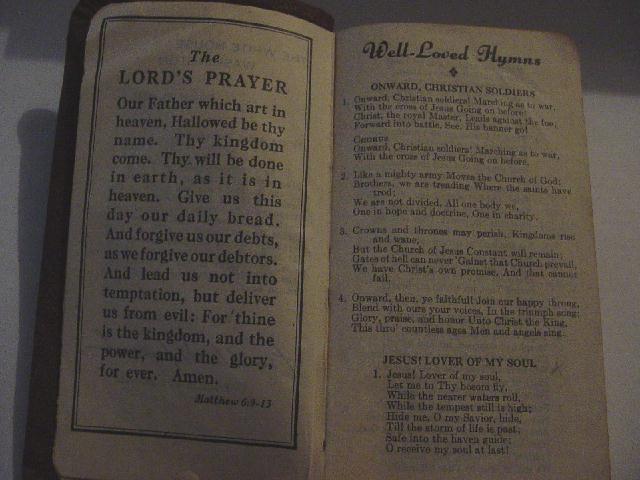 The
LORD'S PRAYER
Our Father which art in
heaven, Hallowed be thy
name. Thy kingdom
come. Thy will be done
in earth, as it is in
heaven. Give us this
day our daily bread.
And forgive us our debts,
as we forgive our debtors.
And lead us not into
temptation, but deliver
us from evil: For thine
is the kingdom, and the
power, and the glory,
for ever. Amen.
Matthew 6:9-13
Well-Loved Hymns
ONWARD, CHRISTIAN SOLDIERS
1. Onward, Christian soldiers! Marching as to war,
With the cross of Jesus Going on before!
Christ, the royal Master, Leads against the foe;
Forward into battle, See, His banner go!
CHORUS
Onward, Christian soldiers! Marching as to war,
With the cross of Jesus Going on before.
2. Like a mighty army Moves the Church of God;
Brothers, we are treading Where the saints have
trod;
We are not divided, All one body we,
One in hope and doctrine, One in charity.
3. Crowns and thrones may perish, Kingdoms rise
and wane,
But the Church of Jesus Constant will remain;
Gates of hell can never 'Gainst that Church prevail,
We have Christ's own promise, And that cannot
fail.
4. Onward, then, ye faithful! Join our happy throng,
Blend with ours your voices, In the triumph song:
Glory, praise, and honor Unto Christ the King,
This thro' countless ages Men and angels sing.
JESUS! LOVER OF MY SOUL
1. Jesus! Lover of my soul,
Let me to Thy bosom fly,
While the nearer waters roll,
While the tempest still is high;
Hide me, O my Savior, hide,
Till the storm of life is past;
Safe into the haven guide;
O receive my soul at last!